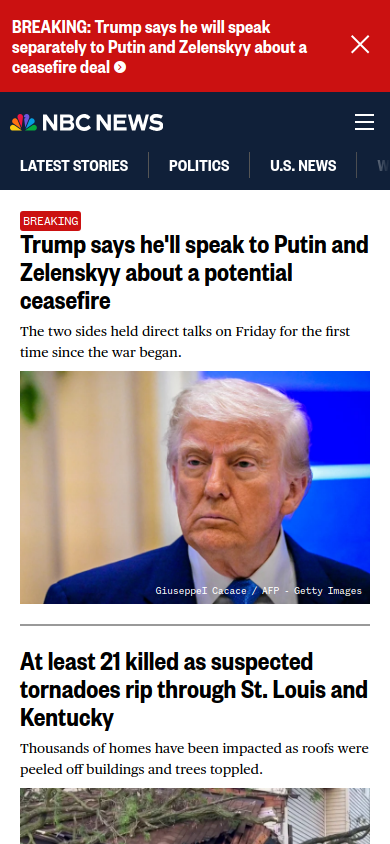 BREAKING: Trump says he will speak
separately to Putin and Zelenskyy about a
ceasefire deal
NBC NEWS
LATEST STORIES
POLITICS
U.S. NEWS
BREAKING
Trump says he'll speak to Putin and
Zelenskyy about a potential
ceasefire
The two sides held direct talks on Friday for the first
time since the war began.
GiuseppeI Cacace / AFP - Getty Images
At least 21 killed as suspected
tornadoes rip through St. Louis and
Kentucky
Thousands of homes have been impacted as roofs were
peeled off buildings and trees toppled.